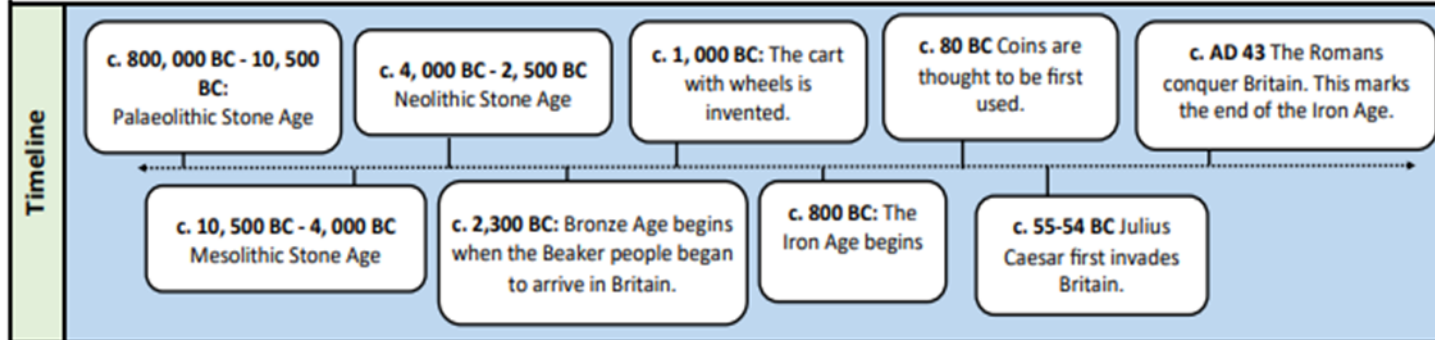 Timeline
c. 800, 000 BC - 10, 500
BC:
Palaeolithic Stone Age
c. 10, 500 BC - 4, 000 BC
Mesolithic Stone Age
c. 4, 000 BC - 2, 500 BC
Neolithic Stone Age
c. 2,300 BC: Bronze Age begins
when the Beaker people began
to arrive in Britain.
c. 1, 000 BC: The cart
with wheels is
invented.
c. 800 BC: The
Iron Age begins
c. 80 BC Coins are
thought to be first
used.
c. 55-54 BC Julius
Caesar first invades
Britain.
c. AD 43 The Romans
conquer Britain. This marks
the end of the Iron Age.